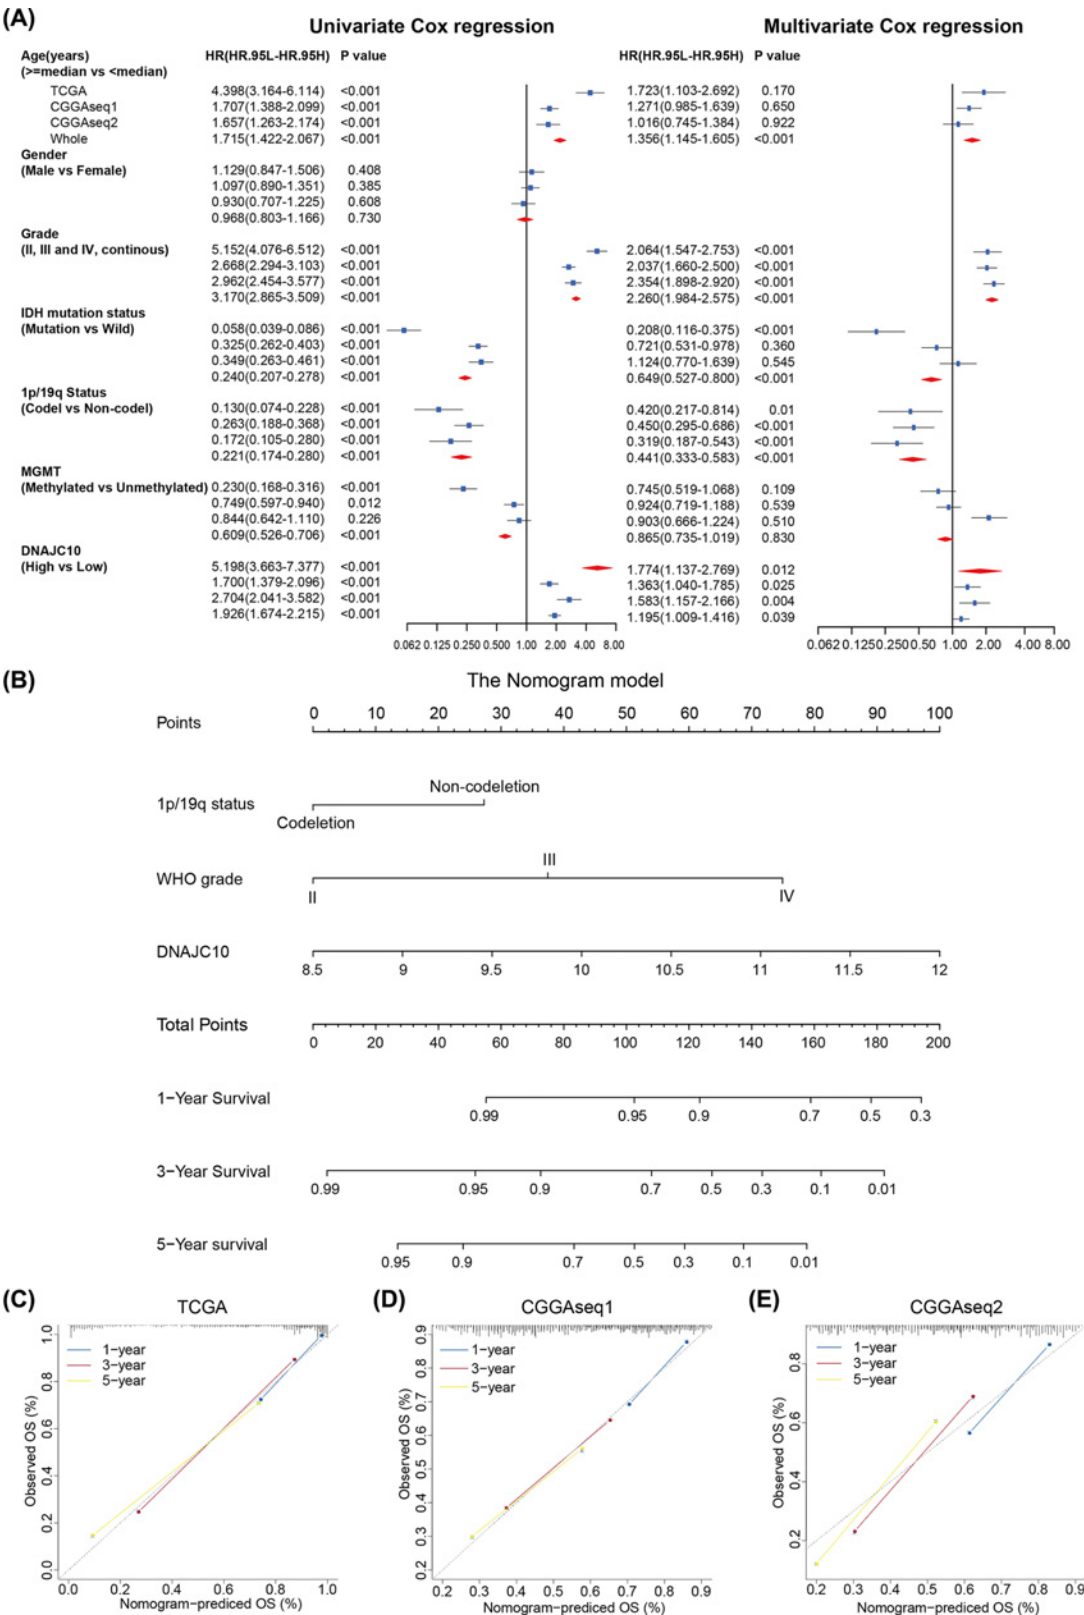 (A)
Univariate Cox regression
Multivariate Cox regression
Age(years) HR(HR.95L-HR.95H) P value HR(HR.95L-HR.95H) P value
(>=median vs <median)
TCGA 4.398(3.164-6.114) <0.001 1.723(1.103-2.692) 0.170
CGGAseq1 1.707(1.388-2.099) <0.001 1.271(0.985-1.639) 0.650
CGGAseq2 1.657(1.263-2.174) <0.001 1.016(0.745-1.384) 0.922
Whole 1.715(1.422-2.067) <0.001 1.356(1.145-1.605) <0.001
Gender
(Male vs Female) 1.129(0.847-1.506) 0.408
1.097(0.890-1.351) 0.385
0.930(0.707-1.225) 0.608
0.968(0.803-1.166) 0.730
Grade
(II, III and IV, continous) 5.152(4.076-6.512) <0.001 2.064(1.547-2.753) <0.001
2.668(2.294-3.103) <0.001 2.037(1.660-2.500) <0.001
2.962(2.454-3.577) <0.001 2.354(1.898-2.920) <0.001
3.170(2.865-3.509) <0.001 2.260(1.984-2.575) <0.001
IDH mutation status
(Mutation vs Wild) 0.058(0.039-0.086) <0.001 0.208(0.116-0.375) <0.001
0.325(0.262-0.403) <0.001 0.721(0.531-0.978) 0.360
0.349(0.263-0.461) <0.001 1.124(0.770-1.639) 0.545
0.240(0.207-0.278) <0.001 0.649(0.527-0.800) <0.001
1p/19q Status
(Codel vs Non-codel) 0.130(0.074-0.228) <0.001 0.420(0.217-0.814) 0.01
0.263(0.188-0.368) <0.001 0.450(0.295-0.686) <0.001
0.172(0.105-0.280) <0.001 0.319(0.187-0.543) <0.001
0.221(0.174-0.280) <0.001 0.441(0.333-0.583) <0.001
MGMT
(Methylated vs Unmethylated) 0.230(0.168-0.316) <0.001 0.745(0.519-1.068) 0.109
0.749(0.597-0.940) 0.012 0.924(0.719-1.188) 0.539
0.844(0.642-1.110) 0.226 0.903(0.666-1.224) 0.510
0.609(0.526-0.706) <0.001 0.865(0.735-1.019) 0.830
DNAJC10
(High vs Low) 5.198(3.663-7.377) <0.001 1.774(1.137-2.769) 0.012
1.700(1.379-2.096) <0.001 1.363(1.040-1.785) 0.025
2.704(2.041-3.582) <0.001 1.583(1.157-2.166) 0.004
1.926(1.674-2.215) <0.001 1.195(1.009-1.416) 0.039
0.062 0.125 0.250 0.500 1.00 2.00 4.00 8.00 0.062 0.125 0.250 0.50 1.00 2.00 4.00 8.00
(B)
The Nomogram model
Points 0 10 20 30 40 50 60 70 80 90 100
Non-codeletion
1p/19q status
Codeletion
III
WHO grade
II IV
DNAJC10
8.5 9 9.5 10 10.5 11 11.5 12
Total Points
0 20 40 60 80 100 120 140 160 180 200
1-Year Survival
0.99 0.95 0.9 0.7 0.5 0.3
3-Year Survival
0.99 0.95 0.9 0.7 0.5 0.3 0.1 0.01
5-Year survival
0.95 0.9 0.7 0.5 0.3 0.1 0.01
(C)
TCGA
1-year
3-year
5-year
Observed OS (%)
0.0 0.2 0.4 0.6 0.8 1.0
0.0 0.2 0.4 0.6 0.8 1.0
Nomogram-prediced OS (%)
(D)
CGGAseq1
1-year
3-year
5-year
Observed OS (%)
0.2 0.3 0.4 0.5 0.6 0.7 0.8 0.9
0.2 0.3 0.4 0.5 0.6 0.7 0.8 0.9
Nomogram-prediced OS (%)
(E)
CGGAseq2
1-year
3-year
5-year
Observed OS (%)
0.2 0.4 0.6 0.8
0.2 0.3 0.4 0.5 0.6 0.7 0.8 0.9
Nomogram-prediced OS (%)